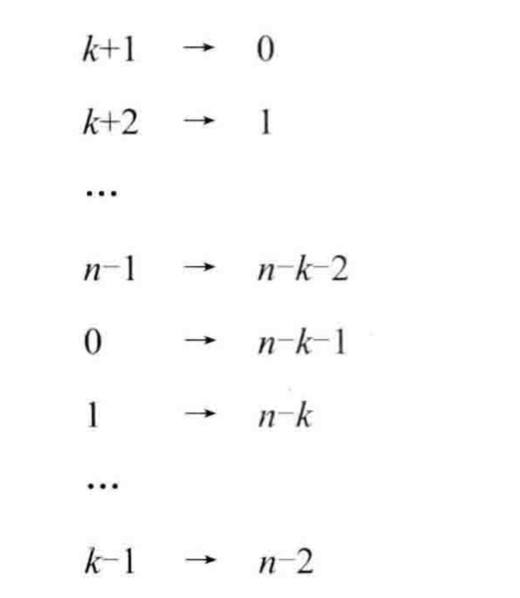 k+1 → 0
k+2 → 1
...
n-1 → n-k-2
0 → n-k-1
1 → n-k
...
k-1 → n-2